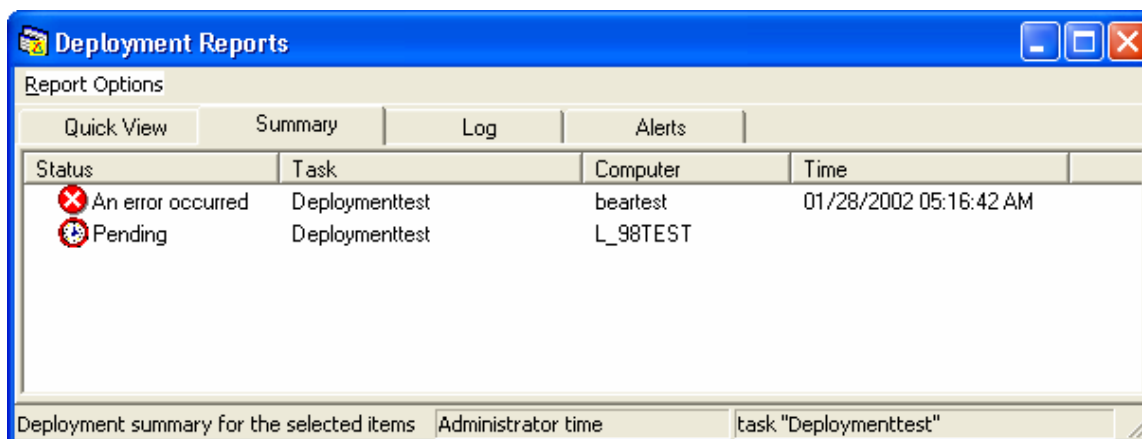 Deployment Reports
Report Options
Quick View Summary Log Alerts
Status Task Computer Time
An error occurred Deploymenttest beartest 01/28/2002 05:16:42 AM
Pending Deploymenttest L_98TEST
Deployment summary for the selected items Administrator time task "Deploymenttest"